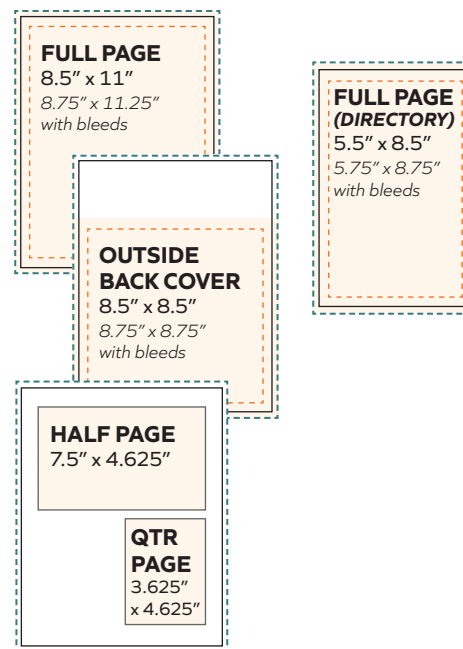 FULL PAGE
8.5” x 11”
8.75” x 11.25”
with bleeds
FULL PAGE
(DIRECTORY)
5.5” x 8.5”
5.75” x 8.75”
with bleeds
OUTSIDE
BACK COVER
8.5” x 8.5”
8.75” x 8.75”
with bleeds
HALF PAGE
7.5” x 4.625”
QTR
PAGE
3.625”
x 4.625”